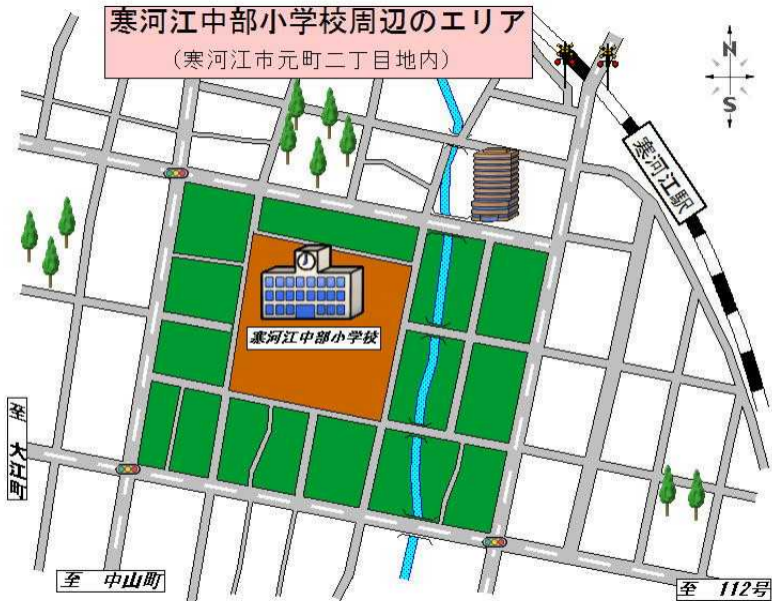 寒河江中部小学校周辺のエリア
(寒河江市元町二丁目地内)
N
S
寒河江駅
寒河江中部小学校
至 大江町
至 中山町
至 112号